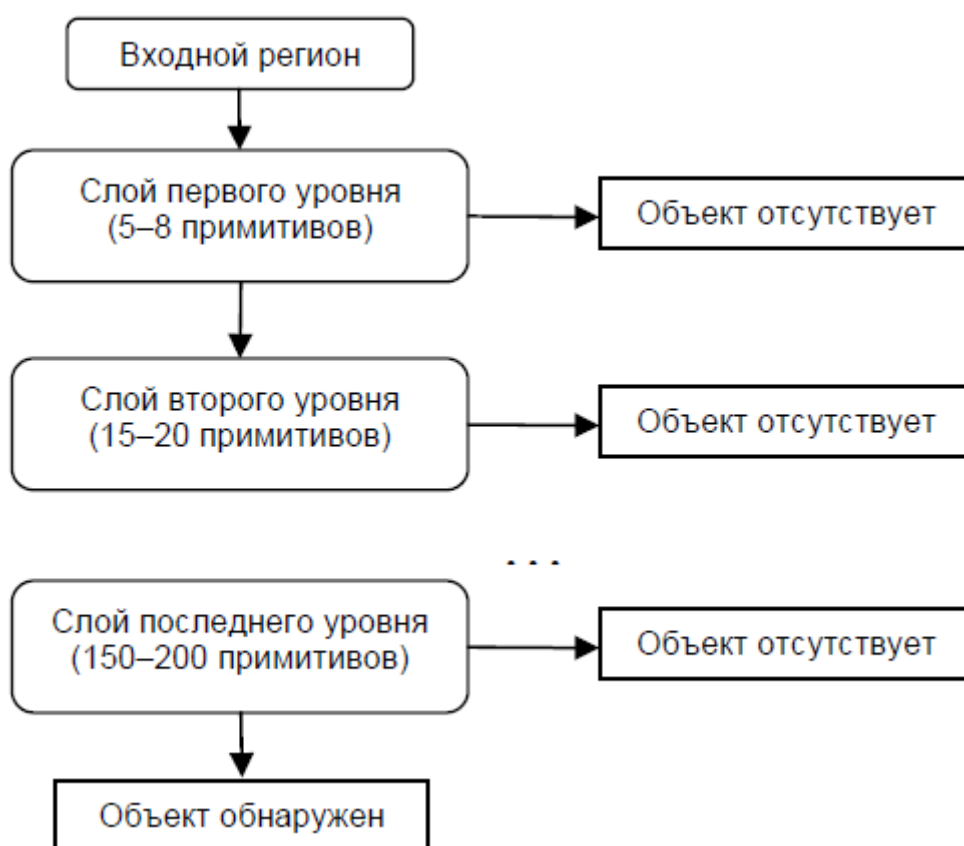 Входной регион
Слой первого уровня
(5–8 примитивов)
Объект отсутствует
Слой второго уровня
(15–20 примитивов)
Объект отсутствует
...
Слой последнего уровня
(150–200 примитивов)
Объект отсутствует
Объект обнаружен